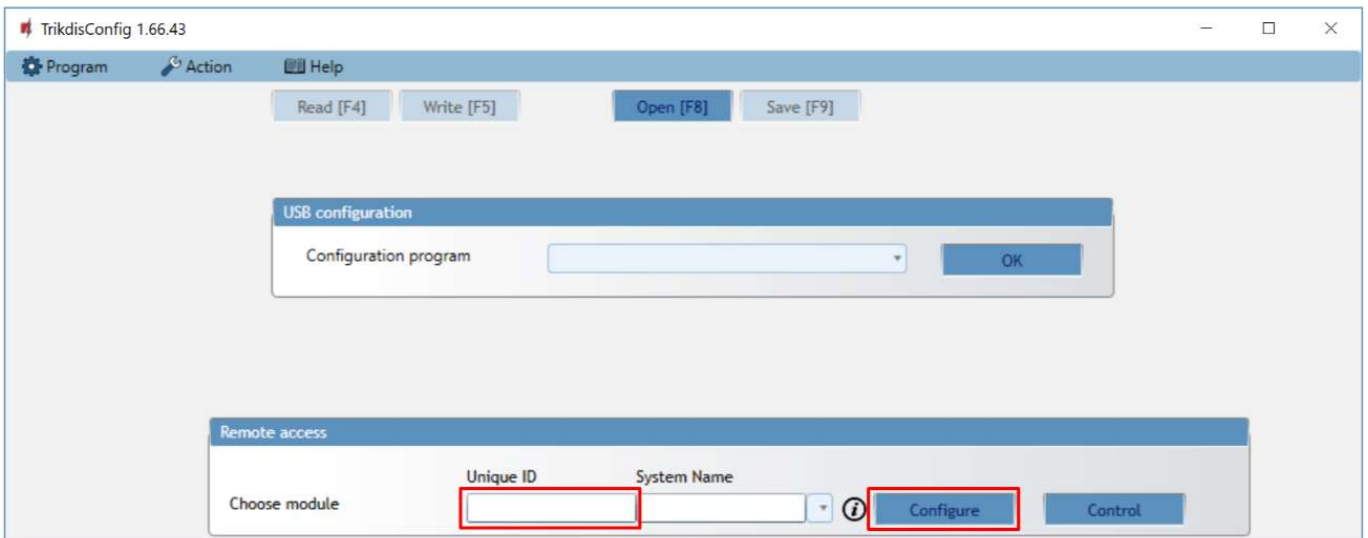 TrikdisConfig 1.66.43
Program Action Help
Read [F4] Write [F5] Open [F8] Save [F9]
USB configuration
Configuration program OK
Remote access
Unique ID System Name
Choose module i Configure Control